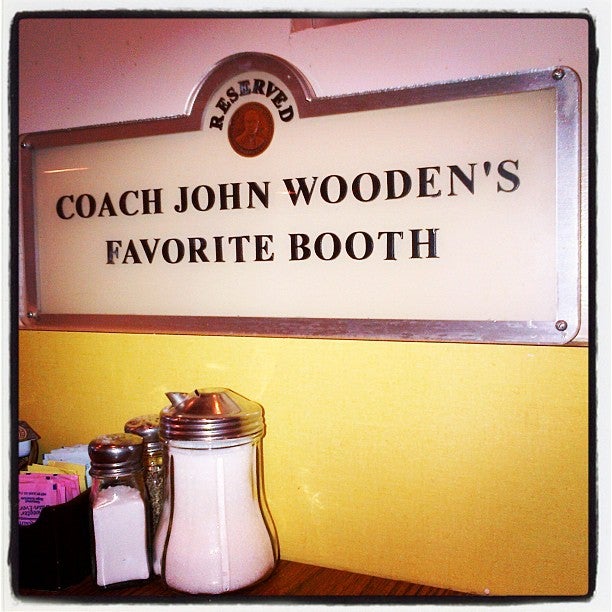 RESERVED
COACH JOHN WOODEN'S
FAVORITE BOOTH